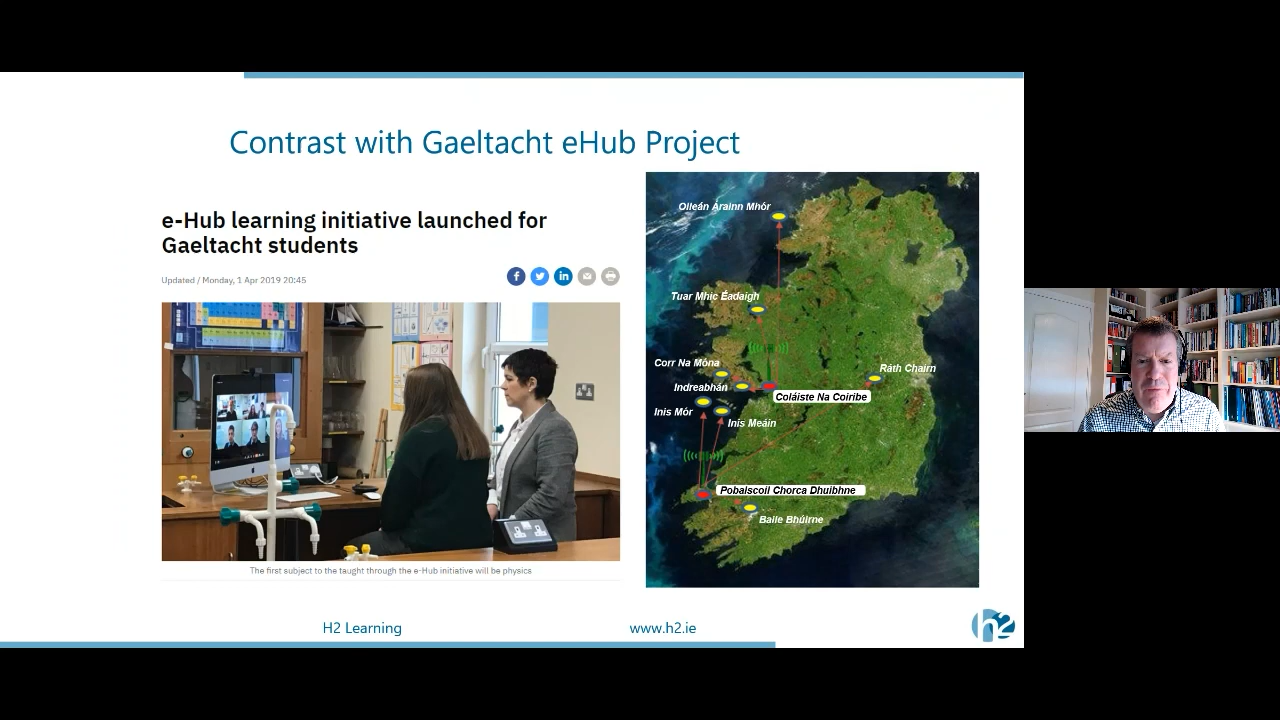 Contrast with Gaeltacht eHub Project
e-Hub learning initiative launched for
Gaeltacht students
Updated / Monday, 1 Apr 2019 20:45
The first subject to the taught through the e-Hub initiative will be physics
Oileán Árainn Mhór
Tuar Mhic Éadaigh
Corr Na Móna
Indreabhán
Ráth Chairn
Coláiste Na Coiribe
Inis Mór
Inis Meáin
Pobalscoil Chorca Dhuibhne
Baile Bhúirne
H2 Learning
www.h2.ie
h2